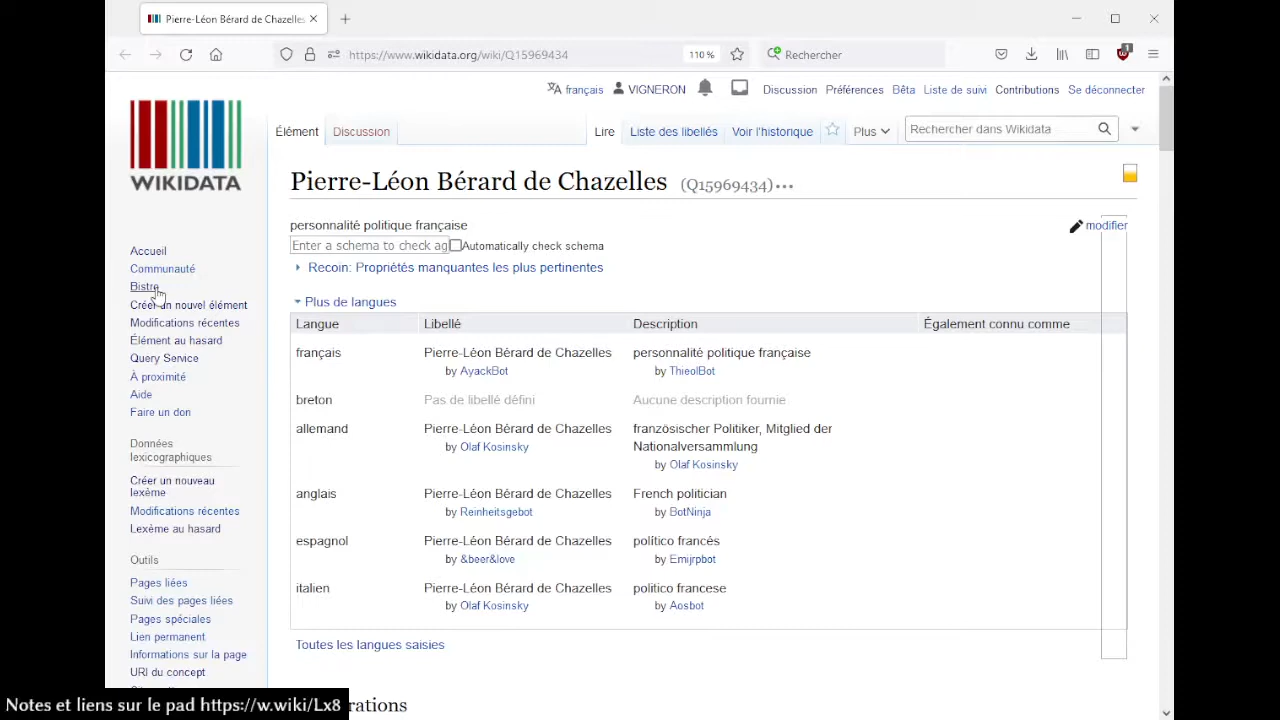 Pierre-Léon Bérard de Chazelles
https://www.wikidata.org/wiki/Q15969434
110 %
Rechercher
1
français
VIGNERON
Discussion
Préférences
Bêta
Liste de suivi
Contributions
Se déconnecter
WIKIDATA
Élément
Discussion
Lire
Liste des libellés
Voir l'historique
Plus
Rechercher dans Wikidata
Pierre-Léon Bérard de Chazelles (Q15969434)
personnalité politique française
modifier
Enter a schema to check ag
Automatically check schema
Recoin: Propriétés manquantes les plus pertinentes
Plus de langues
Langue Libellé Description Également connu comme
français Pierre-Léon Bérard de Chazelles personnalité politique française
by AyackBot by ThieolBot
breton Pas de libellé défini Aucune description fournie
allemand Pierre-Léon Bérard de Chazelles französischer Politiker, Mitglied der
by Olaf Kosinsky Nationalversammlung
by Olaf Kosinsky
anglais Pierre-Léon Bérard de Chazelles French politician
by Reinheitsgebot by BotNinja
espagnol Pierre-Léon Bérard de Chazelles político francés
by &beer&love by Emijrpbot
italien Pierre-Léon Bérard de Chazelles politico francese
by Olaf Kosinsky by Aosbot
Toutes les langues saisies
Accueil
Communauté
Bistro
Créer un nouvel élément
Modifications récentes
Élément au hasard
Query Service
À proximité
Aide
Faire un don
Données
lexicographiques
Créer un nouveau
lexème
Modifications récentes
Lexème au hasard
Outils
Pages liées
Suivi des pages liées
Pages spéciales
Lien permanent
Informations sur la page
URI du concept
Notes et liens sur le pad https://w.wiki/Lx8
rations